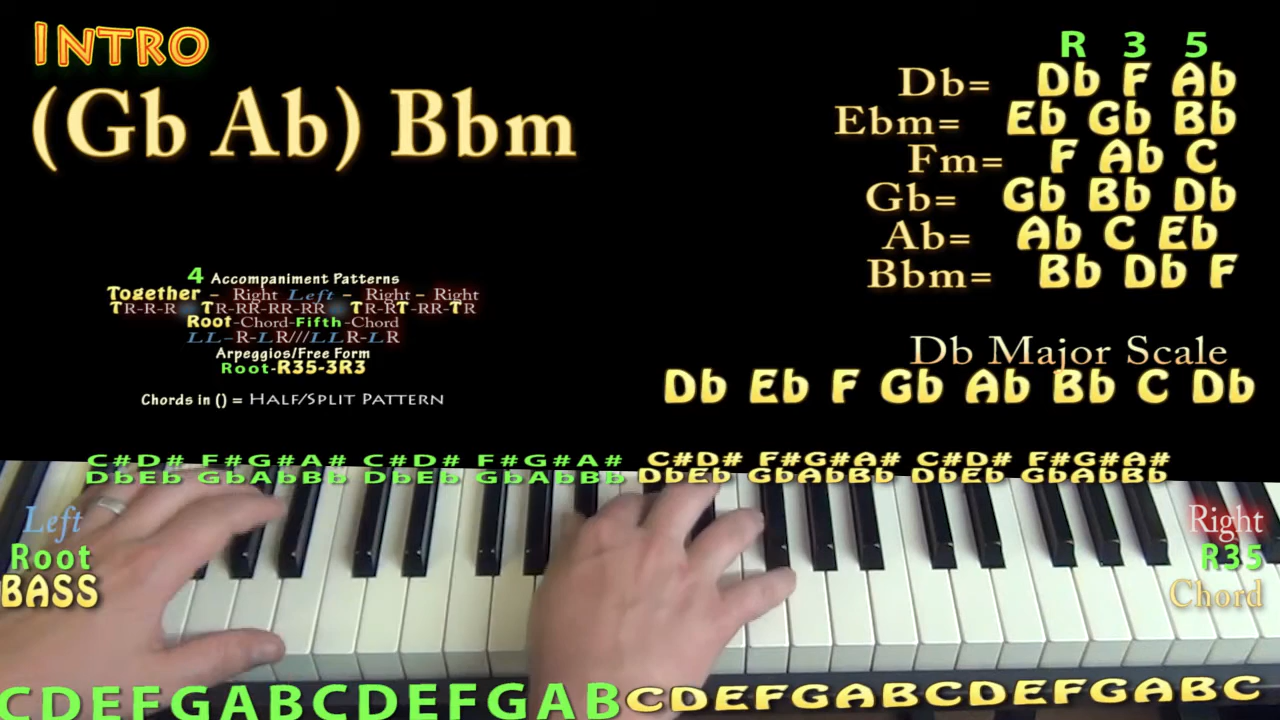 INTRO
(Gb Ab) Bbm
R 3 5
Db= Db F Ab
Ebm= Eb Gb Bb
Fm= F Ab C
Gb= Gb Bb Db
Ab= Ab C Eb
Bbm= Bb Db F
4 Accompaniment Patterns
Together - Right Left - Right - Right
TR-R-R TR-RR-RR-RR TR-RT-RR-TR
Root-Chord-Fifth-Chord
LL-R-LR///LLR-LR
Arpeggios/Free Form
Root-R35-3R3
Chords in () = HALF/SPLIT PATTERN
Db Major Scale
Db Eb F Gb Ab Bb C Db
C#D# F#G#A# C#D# F#G#A# C#D# F#G#A# C#D# F#G#A#
DbEb GbAbBb DbEb GbAbBb DbEb GbAbBb DbEb GbAbBb
Left
Root
BASS
Right
R35
Chord
CDEFGABCDEFGABCDEFGABCDEFGABC